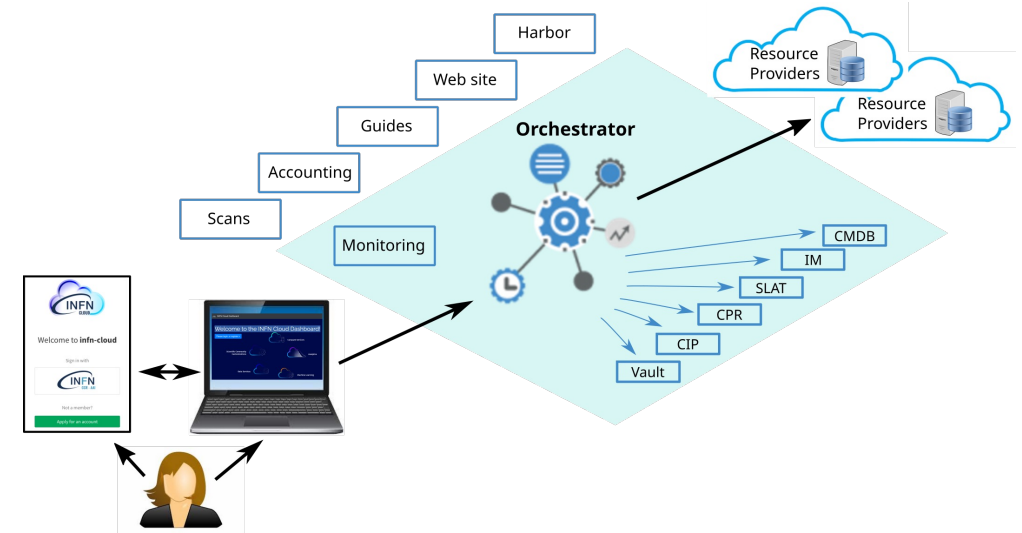 Harbor
Web site
Guides
Accounting
Scans
Monitoring
Orchestrator
Resource
Providers
Resource
Providers
CMDB
IM
SLAT
CPR
CIP
Vault
INFN
CLOUD
Welcome to infn-cloud
Sign in with
INFN
Not a member?
Apply for an account
Welcome to the INFN Cloud Dashboard!